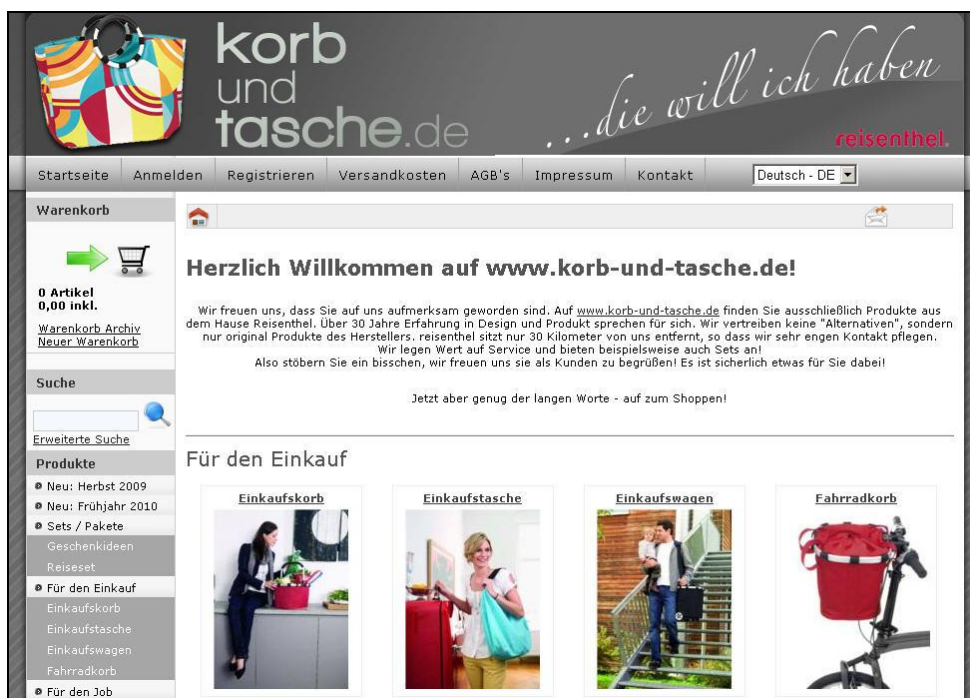 korb
und
tasche.de
...die will ich haben
reisenthel.
Startseite Anmelden Registrieren Versandkosten AGB's Impressum Kontakt Deutsch - DE
Warenkorb
0 Artikel
0,00 inkl.
Warenkorb Archiv
Neuer Warenkorb
Suche
Erweiterte Suche
Produkte
Neu: Herbst 2009
Neu: Frühjahr 2010
Sets / Pakete
Geschenkideen
Reiseset
Für den Einkauf
Einkaufskorb
Einkaufstasche
Einkaufswagen
Fahrradkorb
Für den Job
Herzlich Willkommen auf www.korb-und-tasche.de!
Wir freuen uns, dass Sie auf uns aufmerksam geworden sind. Auf www.korb-und-tasche.de finden Sie ausschließlich Produkte aus
dem Hause Reisenthel. Über 30 Jahre Erfahrung in Design und Produkt sprechen für sich. Wir vertreiben keine "Alternativen", sondern
nur original Produkte des Herstellers. reisenthel sitzt nur 30 Kilometer von uns entfernt, so dass wir sehr engen Kontakt pflegen.
Wir legen Wert auf Service und bieten beispielsweise auch Sets an!
Also stöbern Sie ein bisschen, wir freuen uns sie als Kunden zu begrüßen! Es ist sicherlich etwas für Sie dabei!
Jetzt aber genug der langen Worte - auf zum Shoppen!
Für den Einkauf
Einkaufskorb Einkaufstasche Einkaufswagen Fahrradkorb